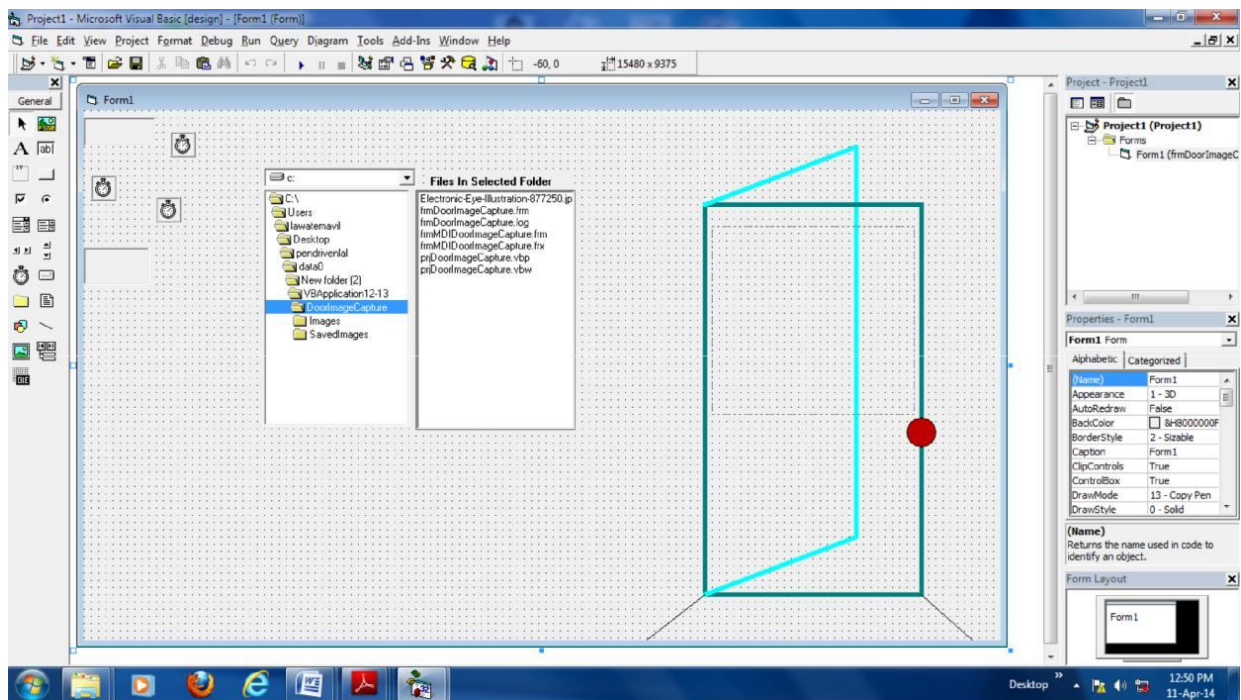 Project1 - Microsoft Visual Basic [design] - [Form1 (Form)]
File Edit View Project Format Debug Run Query Diagram Tools Add-Ins Window Help
-60, 0
15480 x 9375
General
Form1
c:
C:\
Users
lawatemavil
Desktop
pendrivenlal
data0
New folder (2)
VBApplication12-13
DoorImageCapture
Images
SavedImages
Files In Selected Folder
Electronic-Eye-Illustration-877250.jp
frmDoorImageCapture.frm
frmDoorImageCapture.log
frmMDIDoorImageCapture.frm
frmMDIDoorImageCapture.frx
prjDoorImageCapture.vbp
prjDoorImageCapture.vbw
Project - Project1
Project1 (Project1)
Forms
Form1 (frmDoorImageC
Properties - Form1
Form1 Form
Alphabetic Categorized
(Name) Form1
Appearance 1 - 3D
AutoRedraw False
BackColor &H8000000F
BorderStyle 2 - Sizable
Caption Form1
ClipControls True
ControlBox True
DrawMode 13 - Copy Pen
DrawStyle 0 - Solid
(Name)
Returns the name used in code to
identify an object.
Form Layout
Form1
Desktop
12:50 PM
11-Apr-14